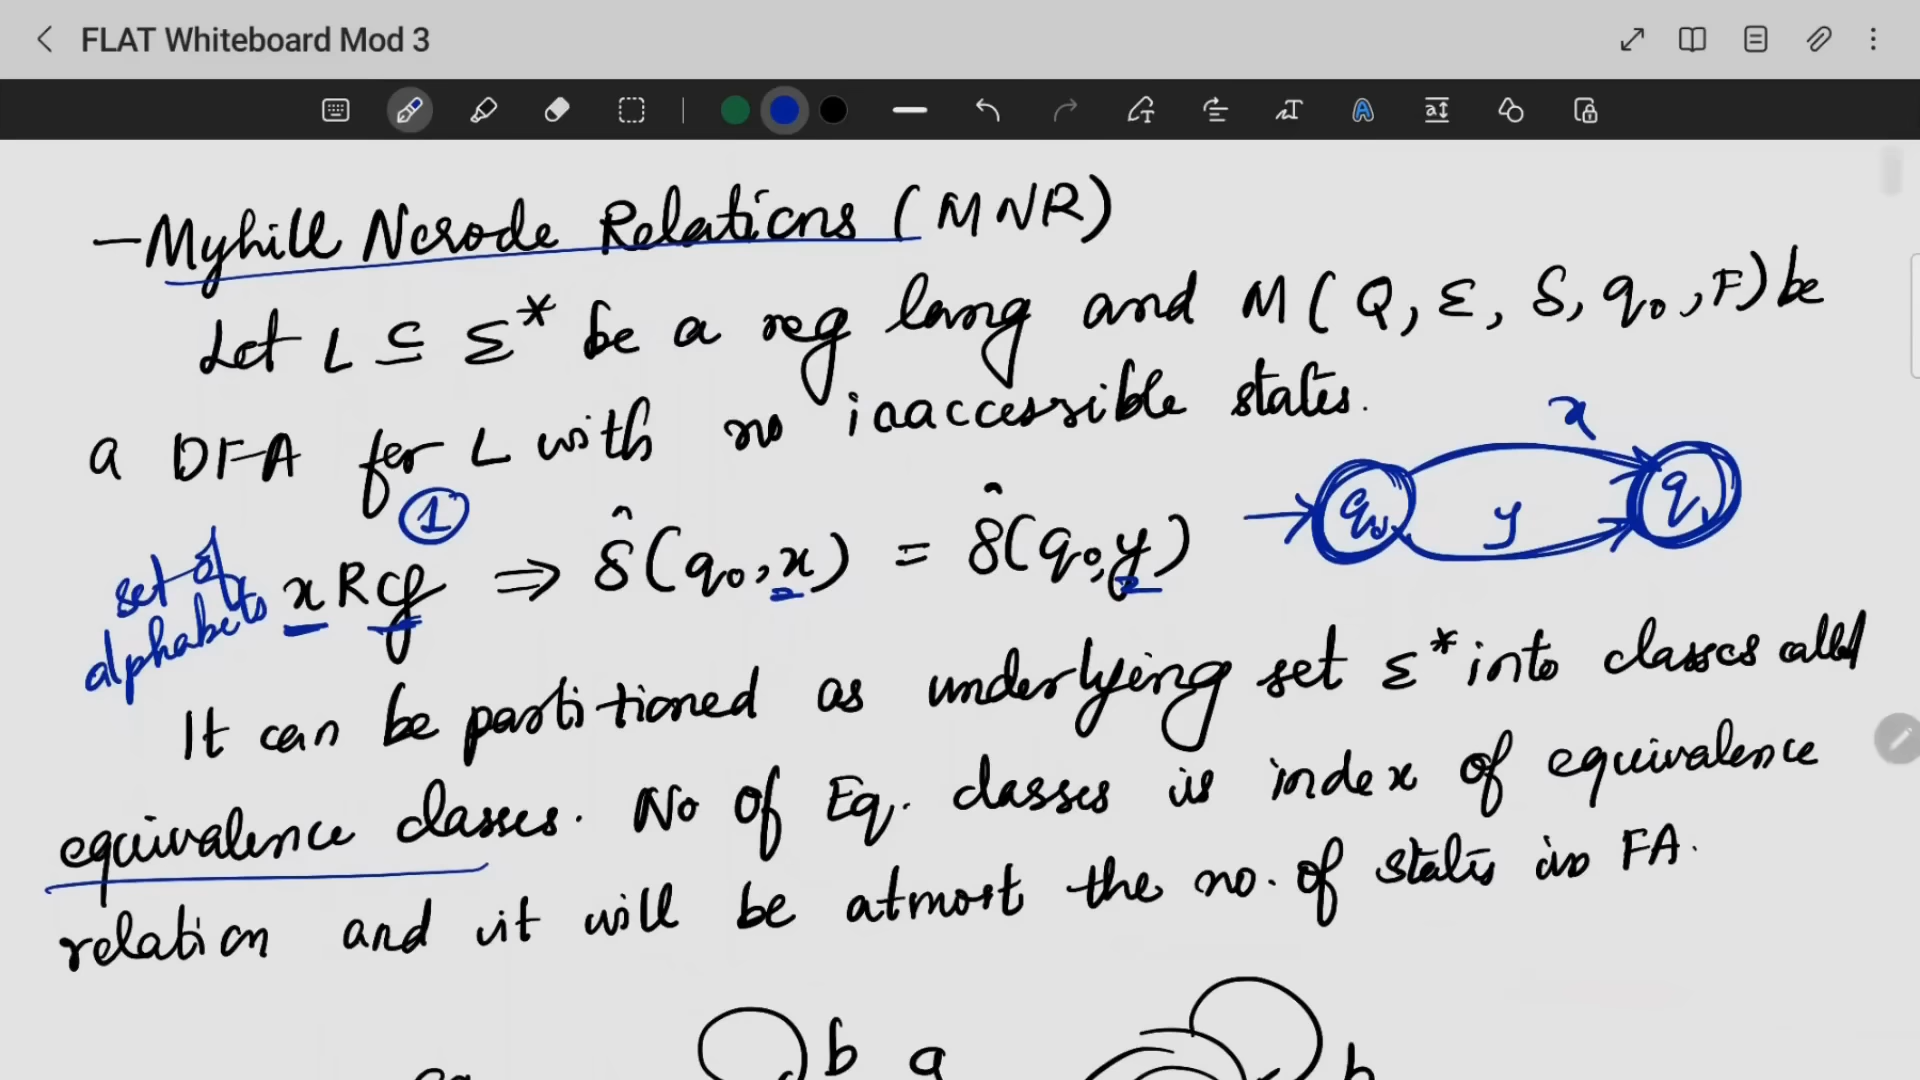 FLAT Whiteboard Mod 3
- Myhill Nerode Relations (MNR)
Let L ⊆ Σ* be a reg lang and M(Q, Σ, δ, q₀, F) be
a DFA for L with no inaccessible states.
x
q₀ y q₁
①
set of
alphabets
x R y ⇒ δ̂(q₀, x) = δ̂(q₀, y)
It can be partitioned as underlying set Σ* into classes called
equivalence classes. No of Eq. classes is index of equivalence
relation and it will be atmost the no. of states in FA.
b a b